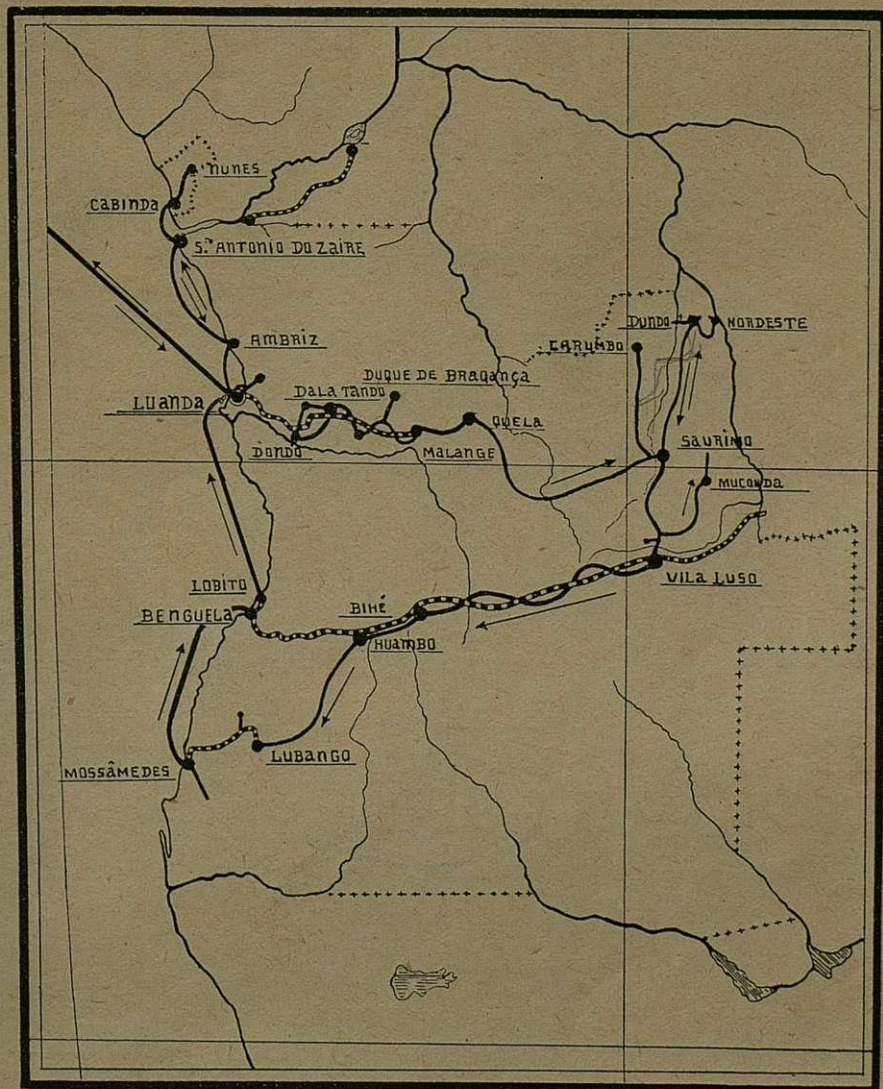 NUNES
CABINDA
S.TO ANTONIO DO ZAIRE
AMBRIZ
DUNDO
NORDESTE
CARUMBO
DUQUE DE BRAGANÇA
DALA TANDO
LUANDA
QUELA
DONDO
MALANGE
SAURIMO
MUCONDA
VILA LUSO
LOBITO
BENGUELA
BIHÉ
HUAMBO
LUBANGO
MOSSÂMEDES